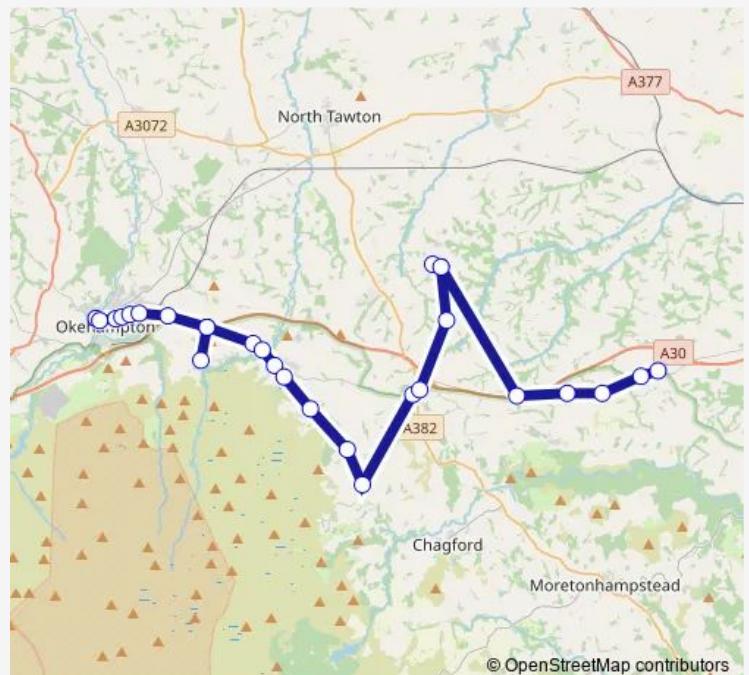 A377
North Tawton
A3072
Okehampton
A30
A382
Chagford
Moretonhampstead
© OpenStreetMap contributors